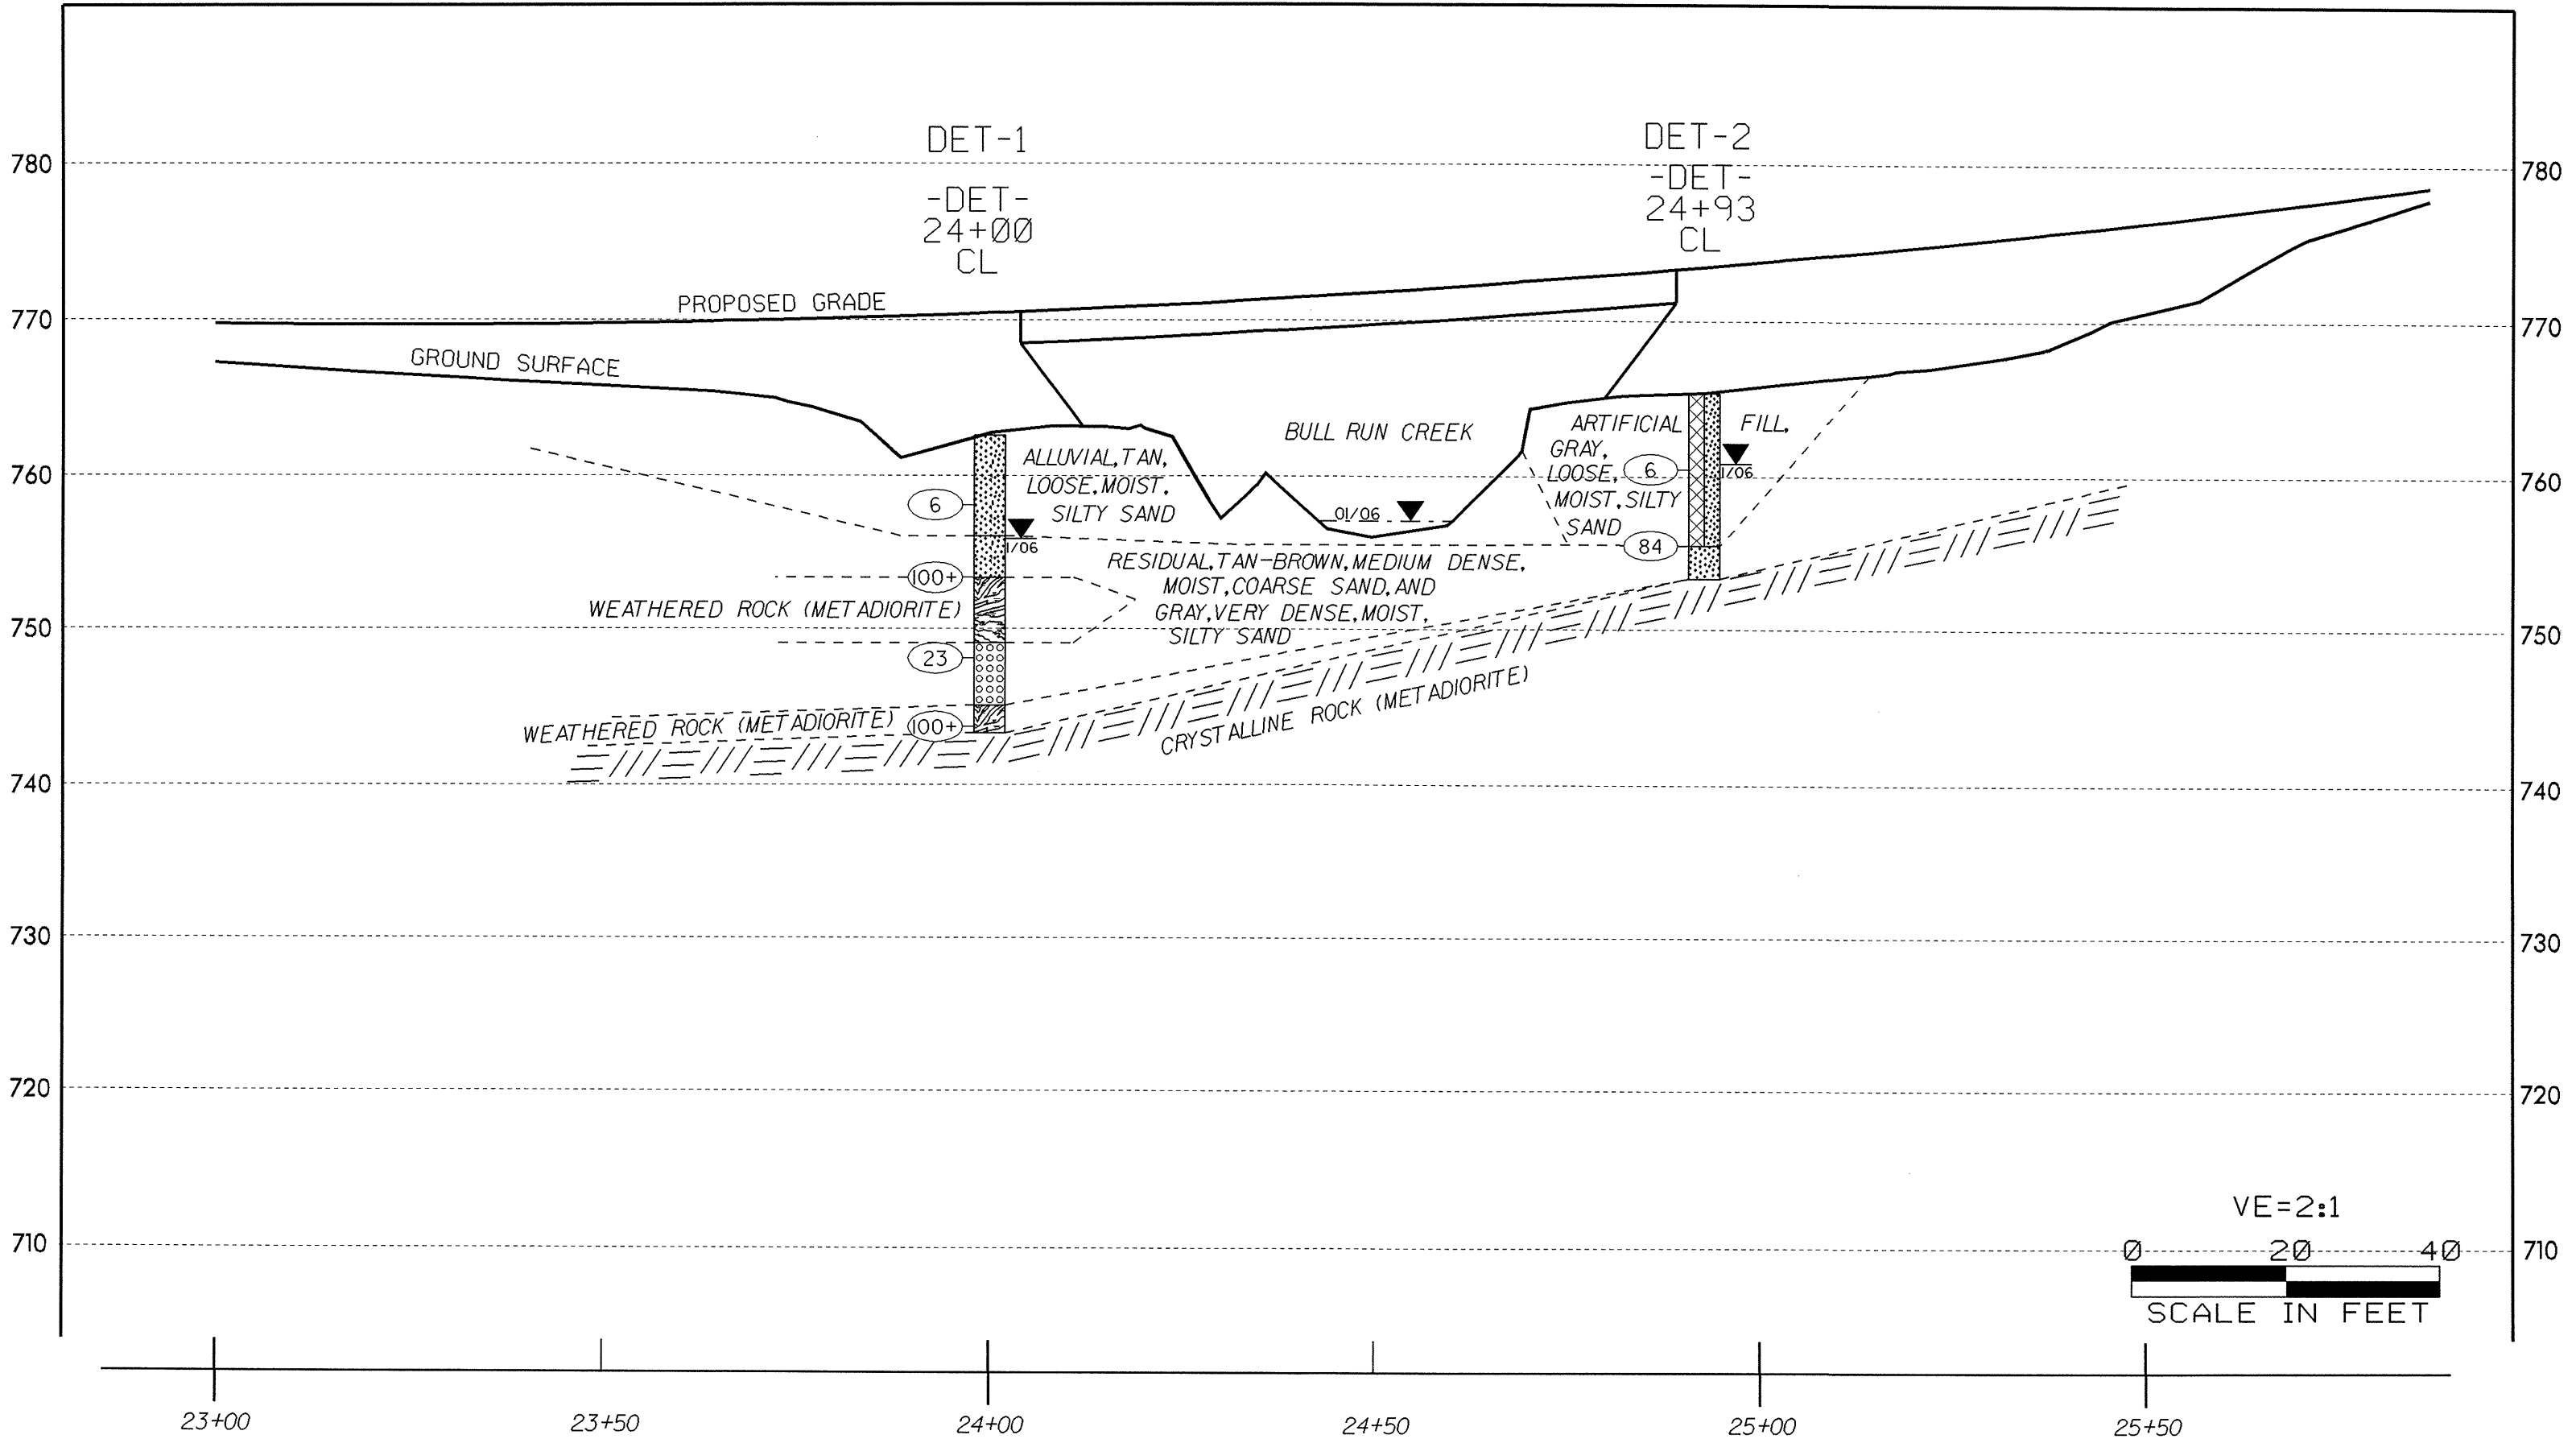 DET-1
-DET-
24+00
CL
DET-2
-DET-
24+93
CL
780
780
PROPOSED GRADE
770
770
GROUND SURFACE
BULL RUN CREEK
ARTIFICIAL FILL,
GRAY,
LOOSE,
MOIST, SILTY
SAND
6
1/06
84
ALLUVIAL, TAN,
LOOSE, MOIST,
SILTY SAND
760
760
6
1/06
01/06
RESIDUAL, TAN-BROWN, MEDIUM DENSE,
MOIST, COARSE SAND, AND
GRAY, VERY DENSE, MOIST,
SILTY SAND
100+
WEATHERED ROCK (METADIORITE)
750
750
23
WEATHERED ROCK (METADIORITE)
100+
CRYSTALLINE ROCK (METADIORITE)
740
740
730
730
720
720
710
710
VE=2:1
0 20 40
SCALE IN FEET
23+00 23+50 24+00 24+50 25+00 25+50